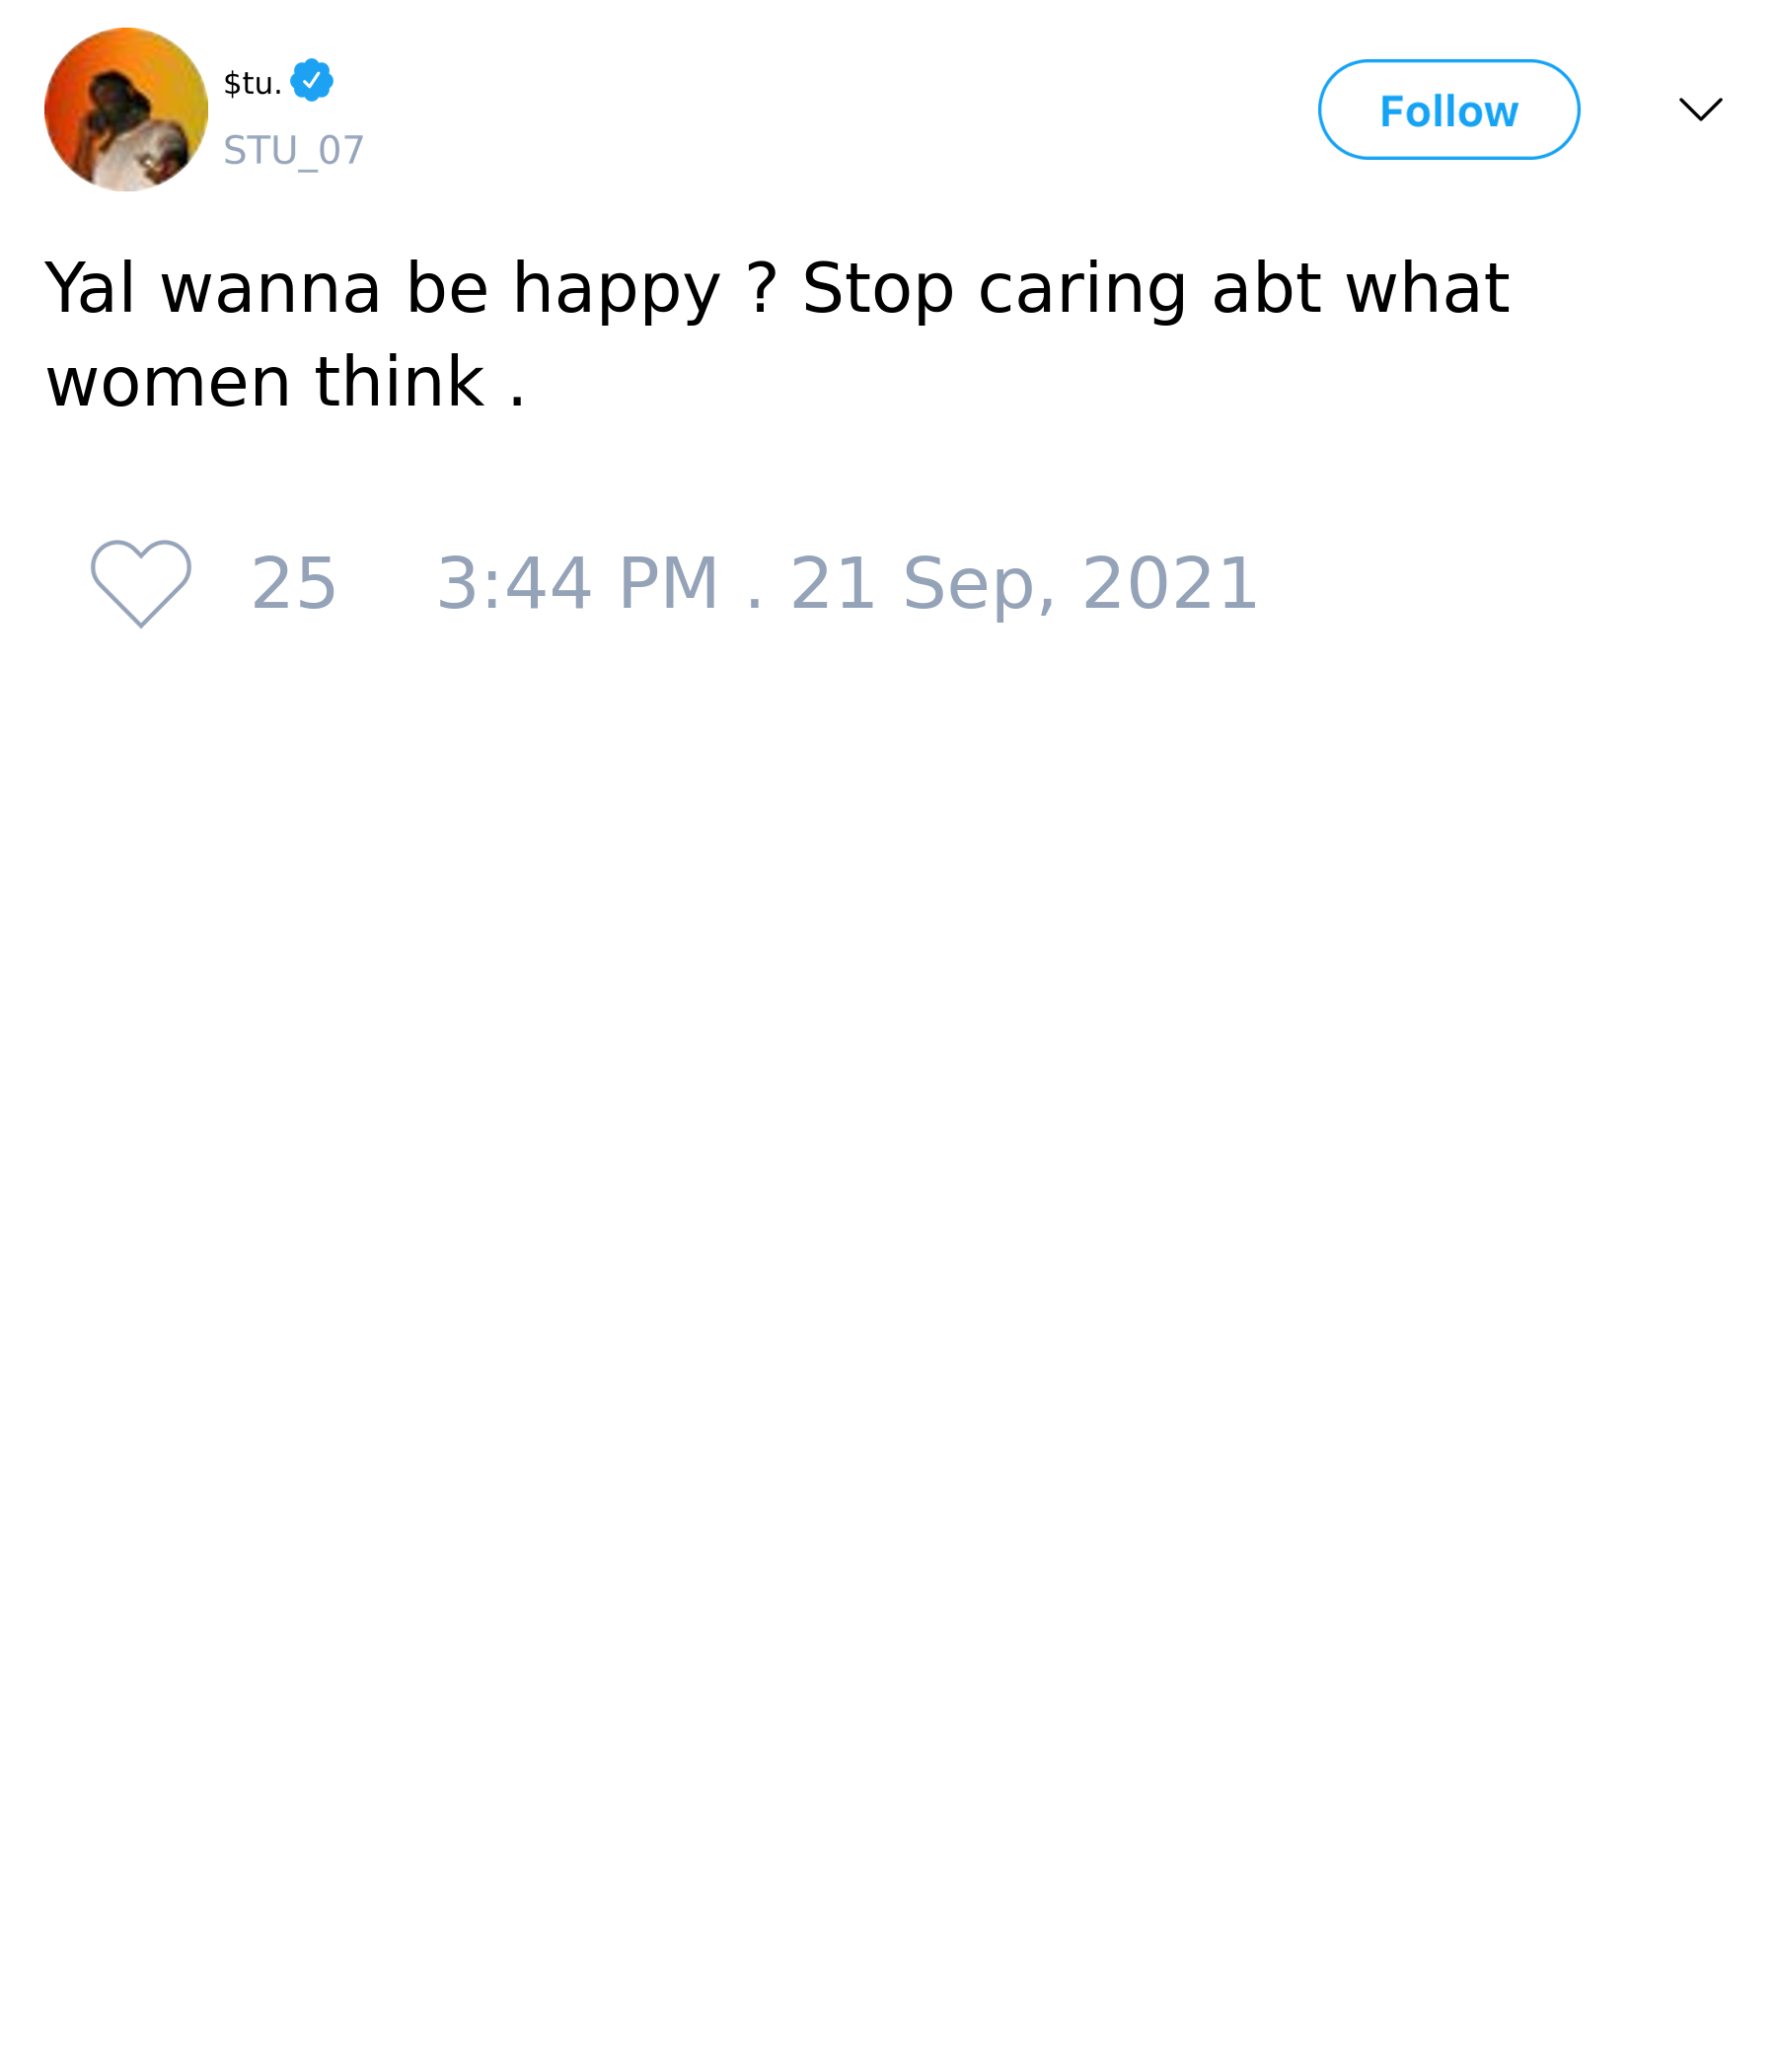 $tu.
STU_07
Follow
Yal wanna be happy ? Stop caring abt what
women think .
25 3:44 PM . 21 Sep, 2021